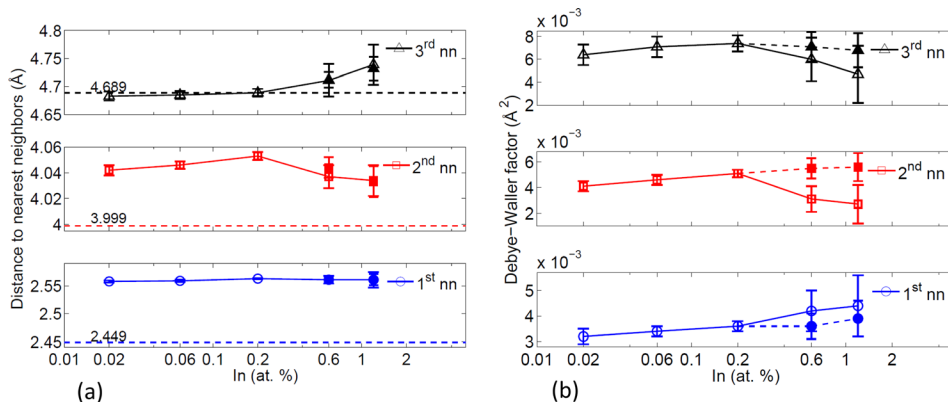 4.8
4.75
4.7
4.65
4.689
3rd nn
4.06
4.04
4.02
4
3.999
2nd nn
2.55
2.5
2.45
2.449
1st nn
Distance to nearest neighbors (Å)
0.01 0.02 0.06 0.1 0.2 0.6 1 2
In (at. %)
(a)
x 10−3
8
6
4
3rd nn
x 10−3
6
4
2
2nd nn
x 10−3
5
4
3
1st nn
Debye−Waller factor (Å2)
0.01 0.02 0.06 0.1 0.2 0.6 1 2
In (at. %)
(b)